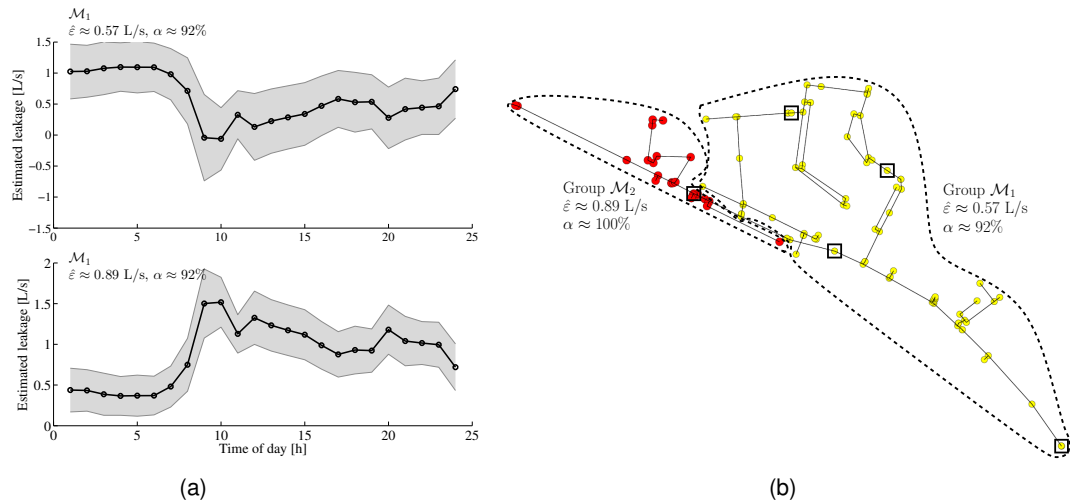 M₁
ε̂ ≈ 0.57 L/s, α ≈ 92%
Estimated leakage [L/s]
1.5
1
0.5
0
−0.5
−1
−1.5
0 5 10 15 20 25
M₁
ε̂ ≈ 0.89 L/s, α ≈ 92%
Estimated leakage [L/s]
2
1.5
1
0.5
0
0 5 10 15 20 25
Time of day [h]
(a)
Group M₂
ε̂ ≈ 0.89 L/s
α ≈ 100%
Group M₁
ε̂ ≈ 0.57 L/s
α ≈ 92%
(b)